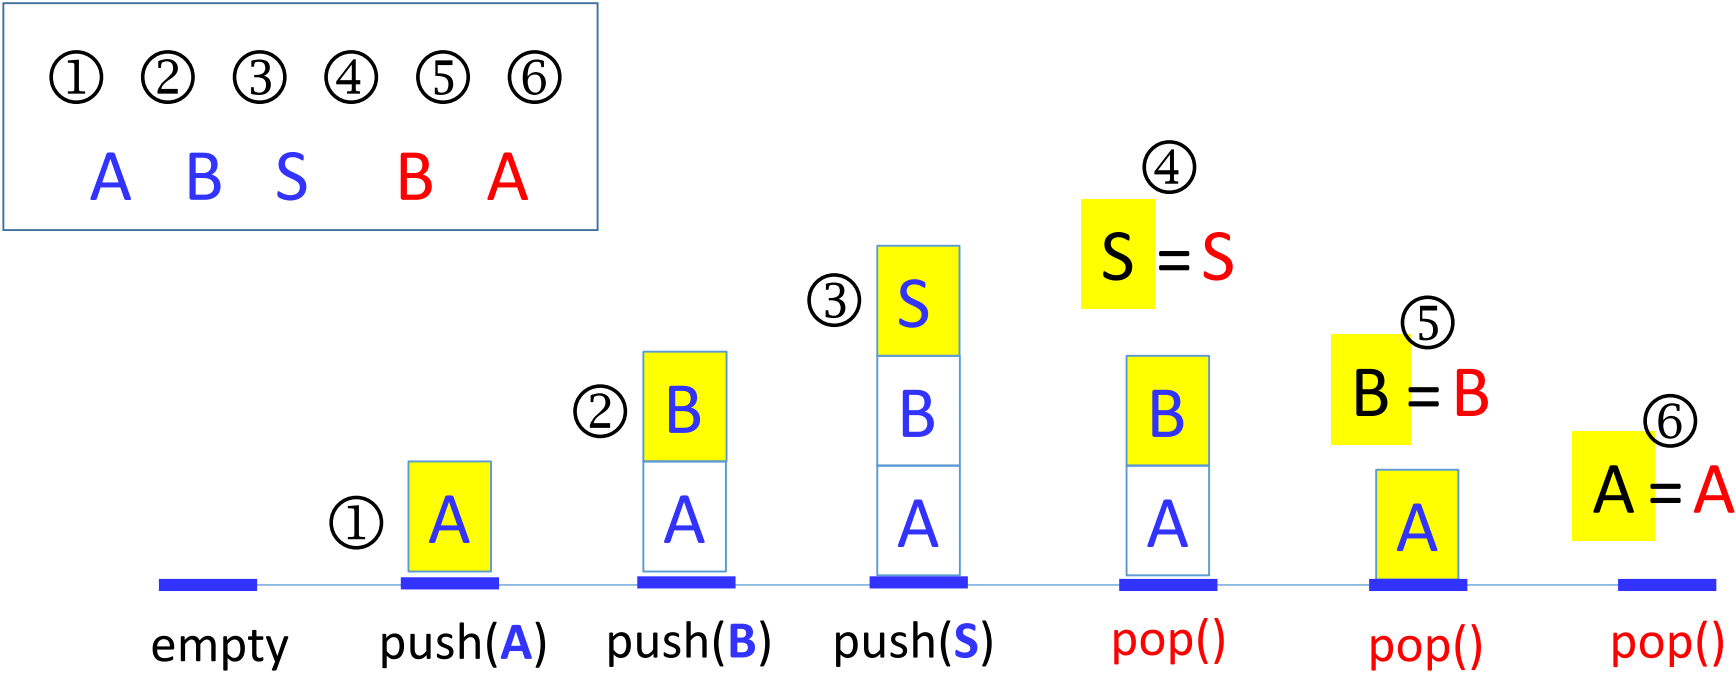 ① ② ③ ④ ⑤ ⑥
A B S B A
④
S = S
③ S
⑤
B = B
② B
B
B
⑥
A = A
① A
A
A
A
A
empty push(A) push(B) push(S) pop() pop() pop()